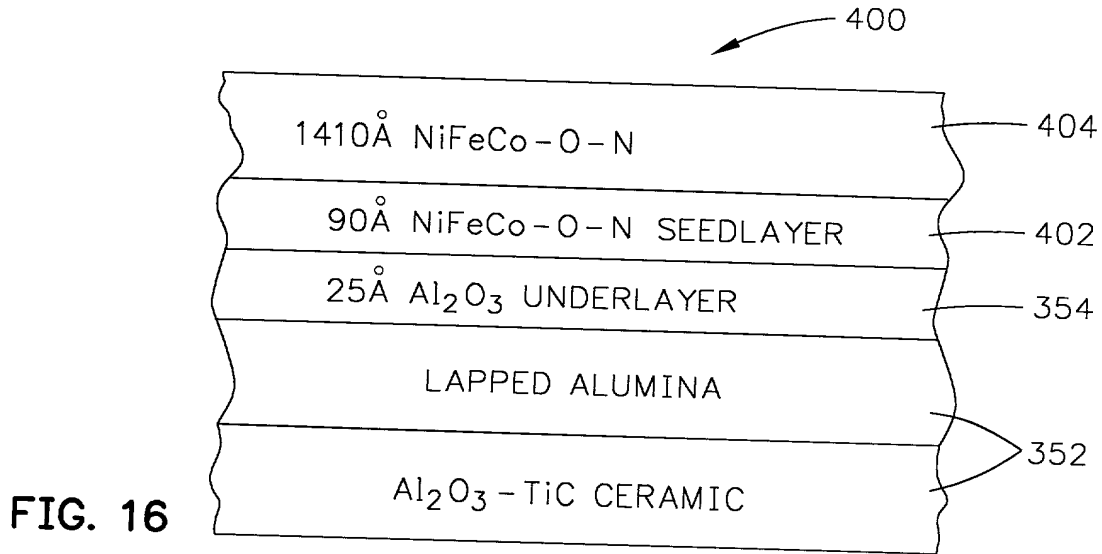 400
1410Å NiFeCo-O-N
404
90Å NiFeCo-O-N SEEDLAYER
402
25Å Al₂O₃ UNDERLAYER
354
LAPPED ALUMINA
352
Al₂O₃-TiC CERAMIC
FIG. 16